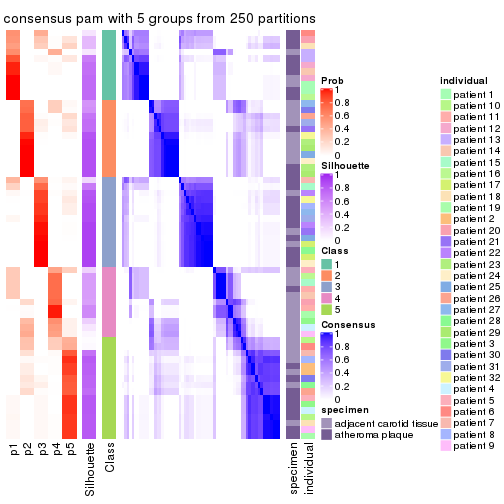 consensus pam with 5 groups from 250 partitions
p1
p2
p3
p4
p5
Silhouette
Class
specimen
individual
Prob
1
0.8
0.6
0.4
0.2
0
Silhouette
1
0.8
0.6
0.4
0.2
0
Class
1
2
3
4
5
Consensus
1
0.8
0.6
0.4
0.2
0
specimen
adjacent carotid tissue
atheroma plaque
individual
patient 1
patient 10
patient 11
patient 12
patient 13
patient 14
patient 15
patient 16
patient 17
patient 18
patient 19
patient 2
patient 20
patient 21
patient 22
patient 23
patient 24
patient 25
patient 26
patient 27
patient 28
patient 29
patient 3
patient 30
patient 31
patient 32
patient 4
patient 5
patient 6
patient 7
patient 8
patient 9